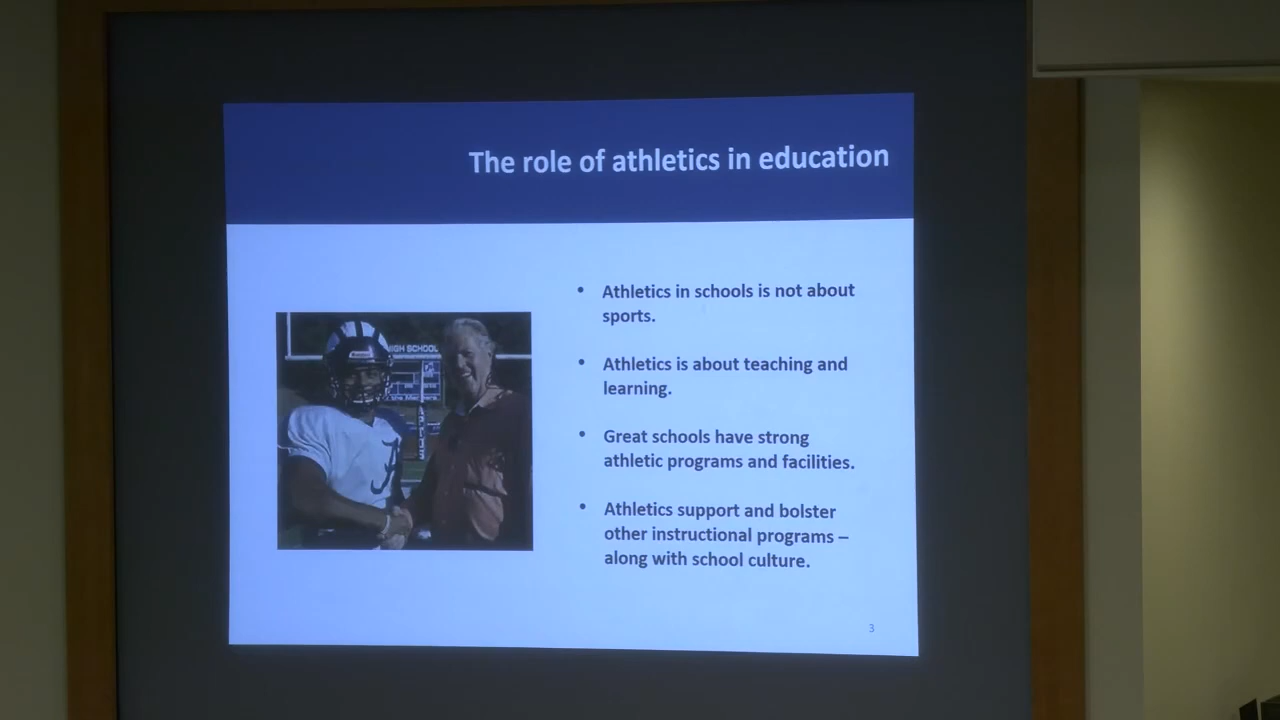 The role of athletics in education
• Athletics in schools is not about
sports.
• Athletics is about teaching and
learning.
• Great schools have strong
athletic programs and facilities.
• Athletics support and bolster
other instructional programs –
along with school culture.
HIGH SCHOOL
3